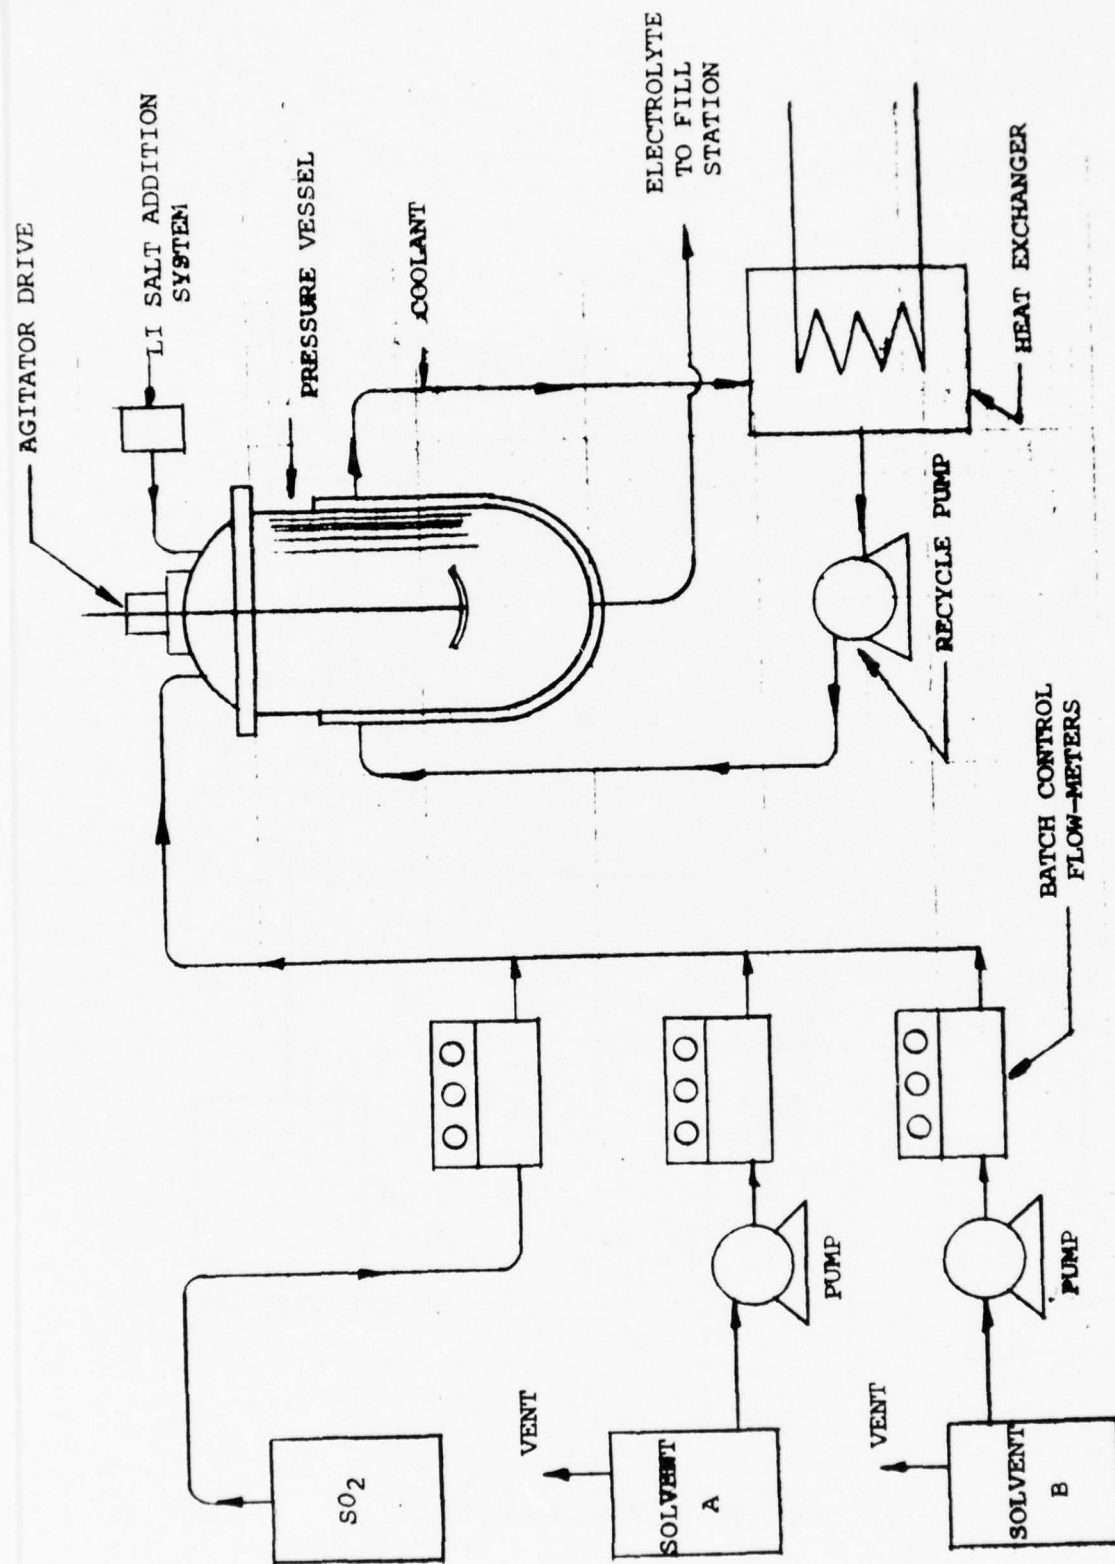 AGITATOR DRIVE
LI SALT ADDITION
SYSTEM
PRESSURE VESSEL
COOLANT
ELECTROLYTE
TO FILL
STATION
HEAT EXCHANGER
RECYCLE PUMP
BATCH CONTROL
FLOW-METERS
SO2
VENT
SOLVENT
A
PUMP
VENT
SOLVENT
B
PUMP